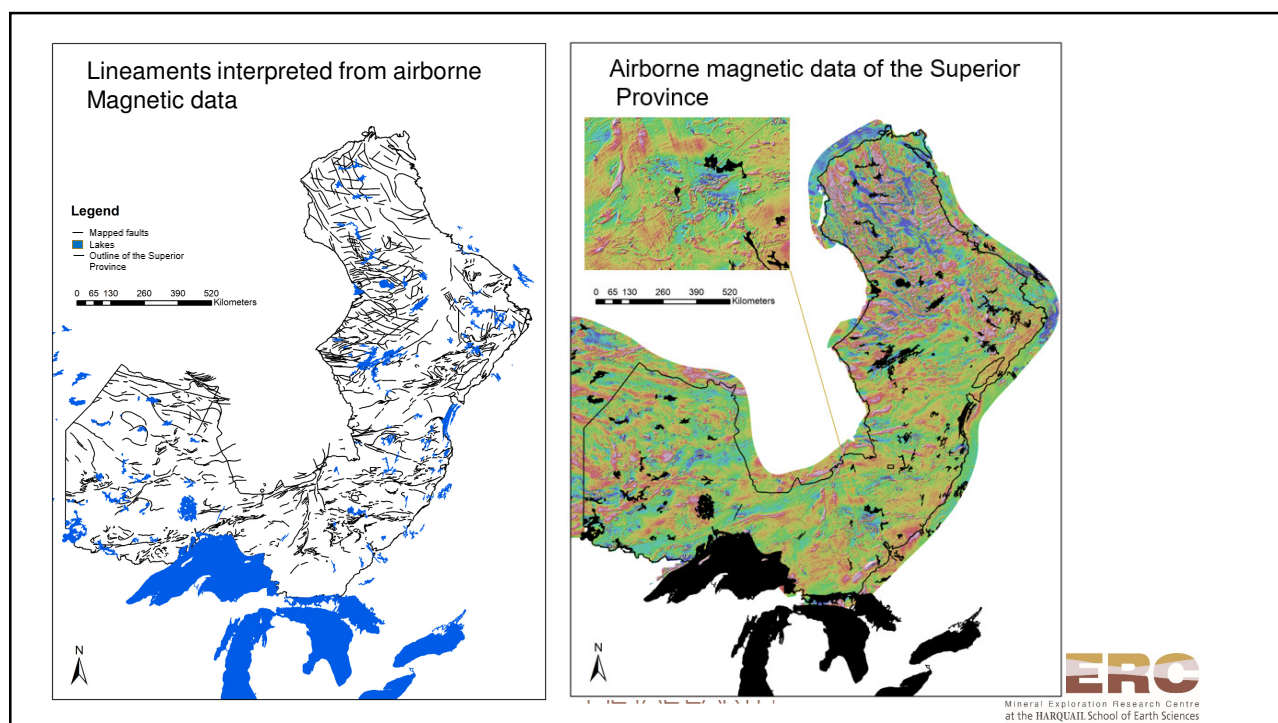 Lineaments interpreted from airborne
Magnetic data
Legend
Mapped faults
Lakes
Outline of the Superior
Province
0 65 130 260 390 520
Kilometers
N
Airborne magnetic data of the Superior
Province
0 65 130 260 390 520
Kilometers
N
ERC
Mineral Exploration Research Centre
at the HARQUAIL School of Earth Sciences